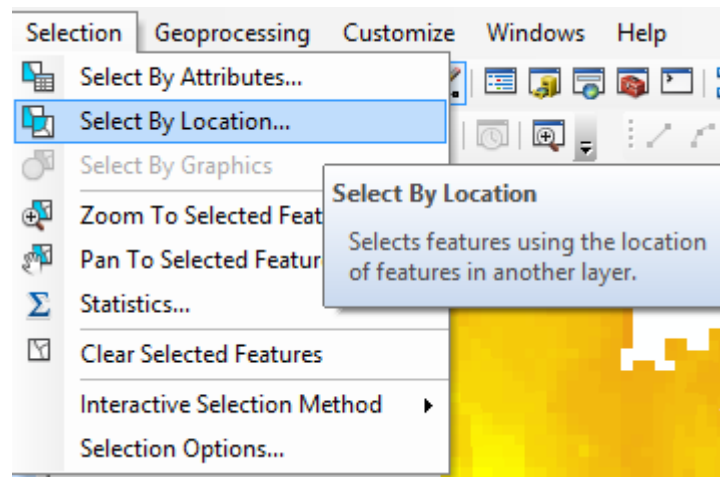 Selection Geoprocessing Customize Windows Help
Select By Attributes...
Select By Location...
Select By Graphics
Zoom To Selected Feat
Pan To Selected Featur
Statistics...
Clear Selected Features
Interactive Selection Method
Selection Options...
Select By Location
Selects features using the location
of features in another layer.